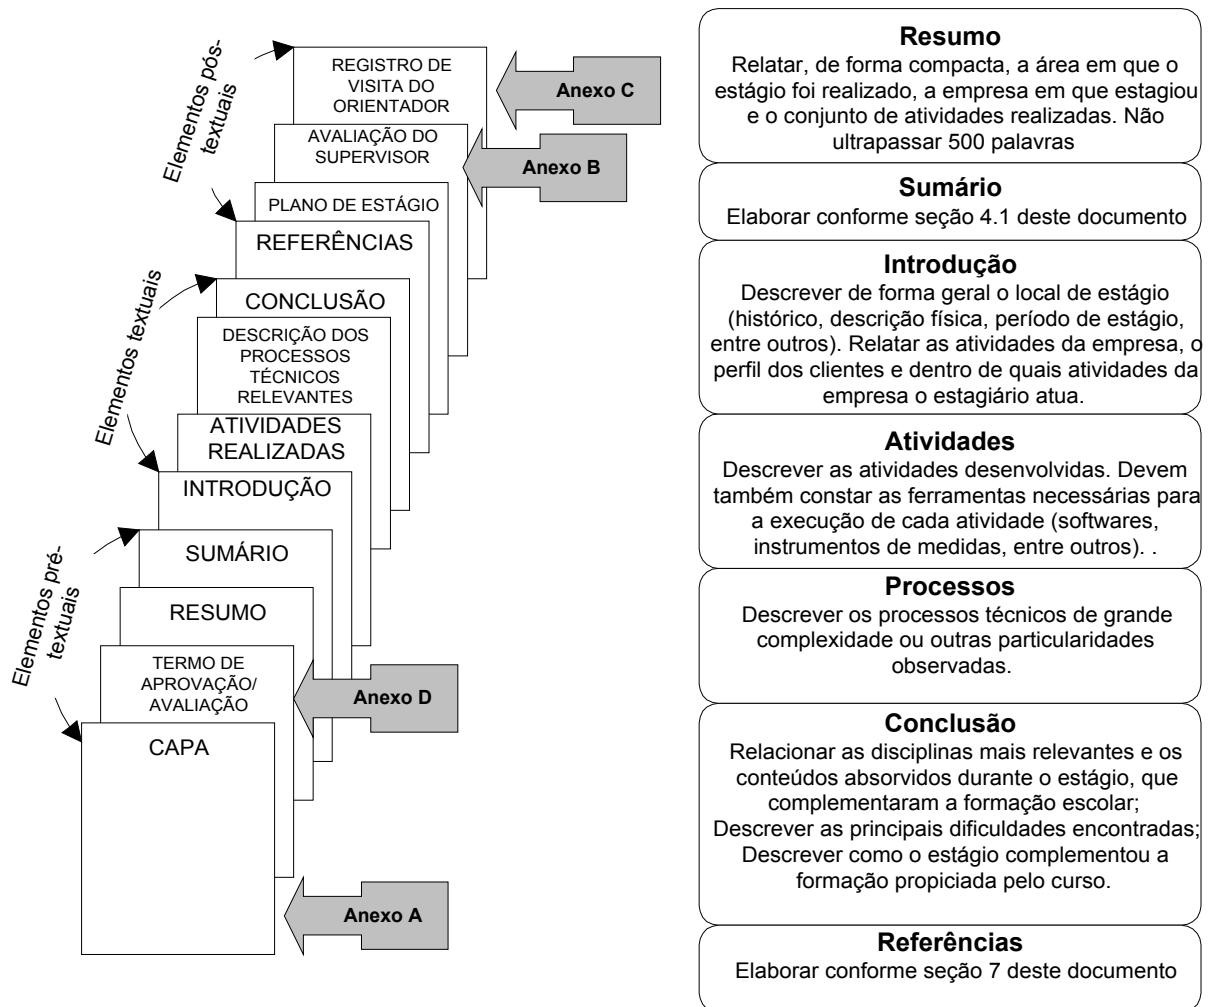 Elementos pós-
textuais
REGISTRO DE
VISITA DO
ORIENTADOR
Anexo C
AVALIAÇÃO DO
SUPERVISOR
Anexo B
PLANO DE ESTÁGIO
REFERÊNCIAS
Elementos textuais
CONCLUSÃO
DESCRIÇÃO DOS
PROCESSOS
TÉCNICOS
RELEVANTES
ATIVIDADES
REALIZADAS
INTRODUÇÃO
Elementos pré-
textuais
SUMÁRIO
RESUMO
TERMO DE
APROVAÇÃO/
AVALIAÇÃO
Anexo D
CAPA
Anexo A
Resumo
Relatar, de forma compacta, a área em que o
estágio foi realizado, a empresa em que estagiou
e o conjunto de atividades realizadas. Não
ultrapassar 500 palavras
Sumário
Elaborar conforme seção 4.1 deste documento
Introdução
Descrever de forma geral o local de estágio
(histórico, descrição física, período de estágio,
entre outros). Relatar as atividades da empresa, o
perfil dos clientes e dentro de quais atividades da
empresa o estagiário atua.
Atividades
Descrever as atividades desenvolvidas. Devem
também constar as ferramentas necessárias para
a execução de cada atividade (softwares,
instrumentos de medidas, entre outros). .
Processos
Descrever os processos técnicos de grande
complexidade ou outras particularidades
observadas.
Conclusão
Relacionar as disciplinas mais relevantes e os
conteúdos absorvidos durante o estágio, que
complementaram a formação escolar;
Descrever as principais dificuldades encontradas;
Descrever como o estágio complementou a
formação propiciada pelo curso.
Referências
Elaborar conforme seção 7 deste documento